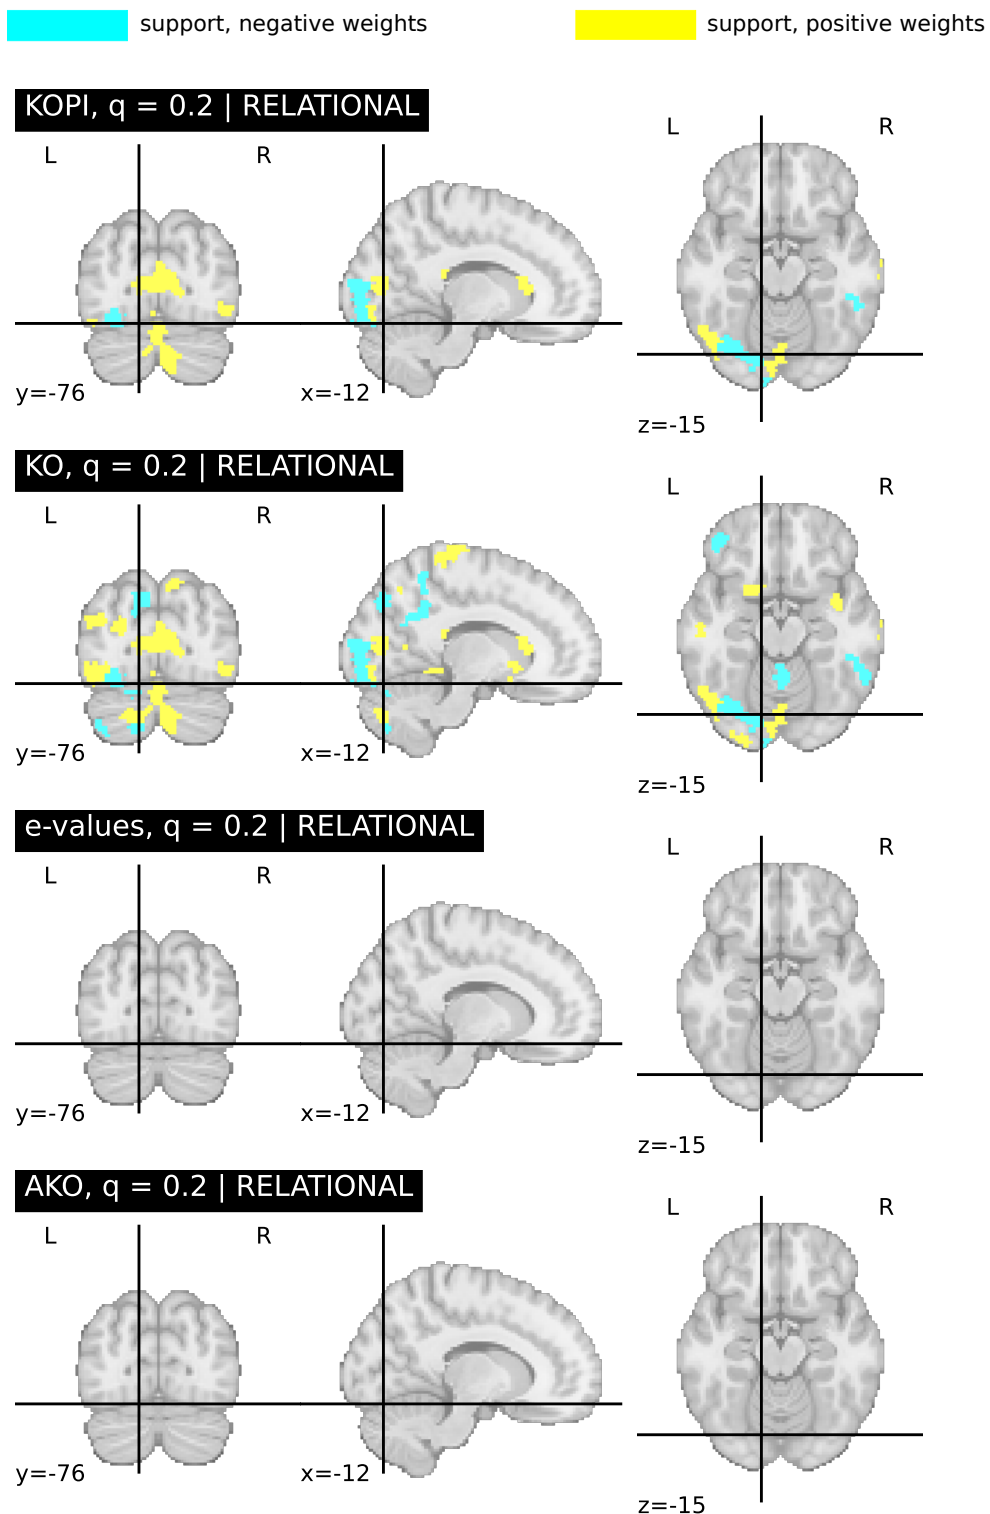 support, negative weights
support, positive weights
KOPI, q = 0.2 | RELATIONAL
L R L R
y=-76 x=-12 z=-15
KO, q = 0.2 | RELATIONAL
L R L R
y=-76 x=-12 z=-15
e-values, q = 0.2 | RELATIONAL
L R L R
y=-76 x=-12 z=-15
AKO, q = 0.2 | RELATIONAL
L R L R
y=-76 x=-12 z=-15